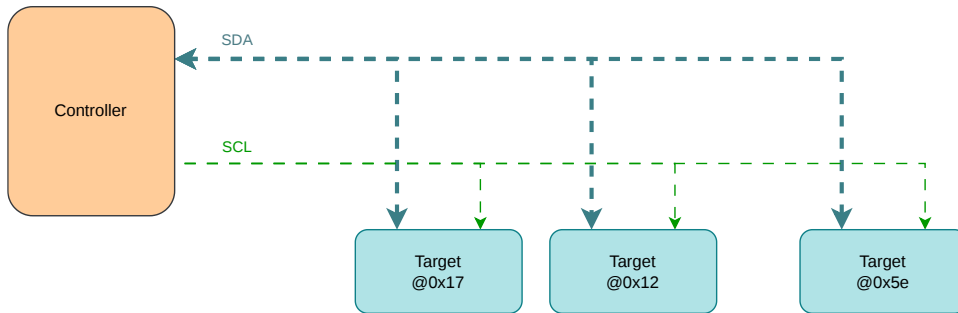 SDA
Controller
SCL
Target
@0x17
Target
@0x12
Target
@0x5e